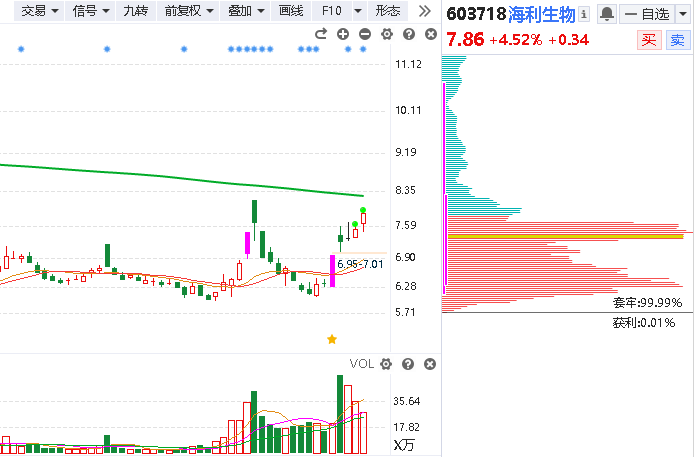 交易 信号 九转 前复权 叠加 画线 F10 形态
603718 海利生物 自选
7.86 +4.52% +0.34 买 卖
11.12
10.11
9.19
8.35
7.59
6.90
6.95-7.01
6.28
5.71
套牢:99.99%
获利:0.01%
VOL
35.64
17.82
X万